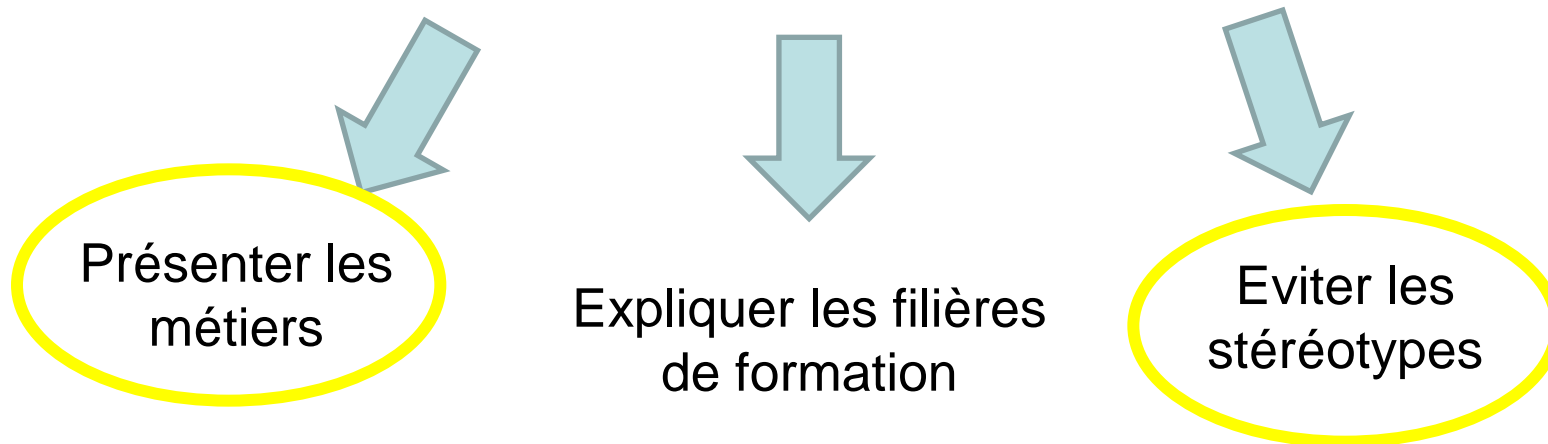 Présenter les
métiers
Expliquer les filières
de formation
Eviter les
stéréotypes